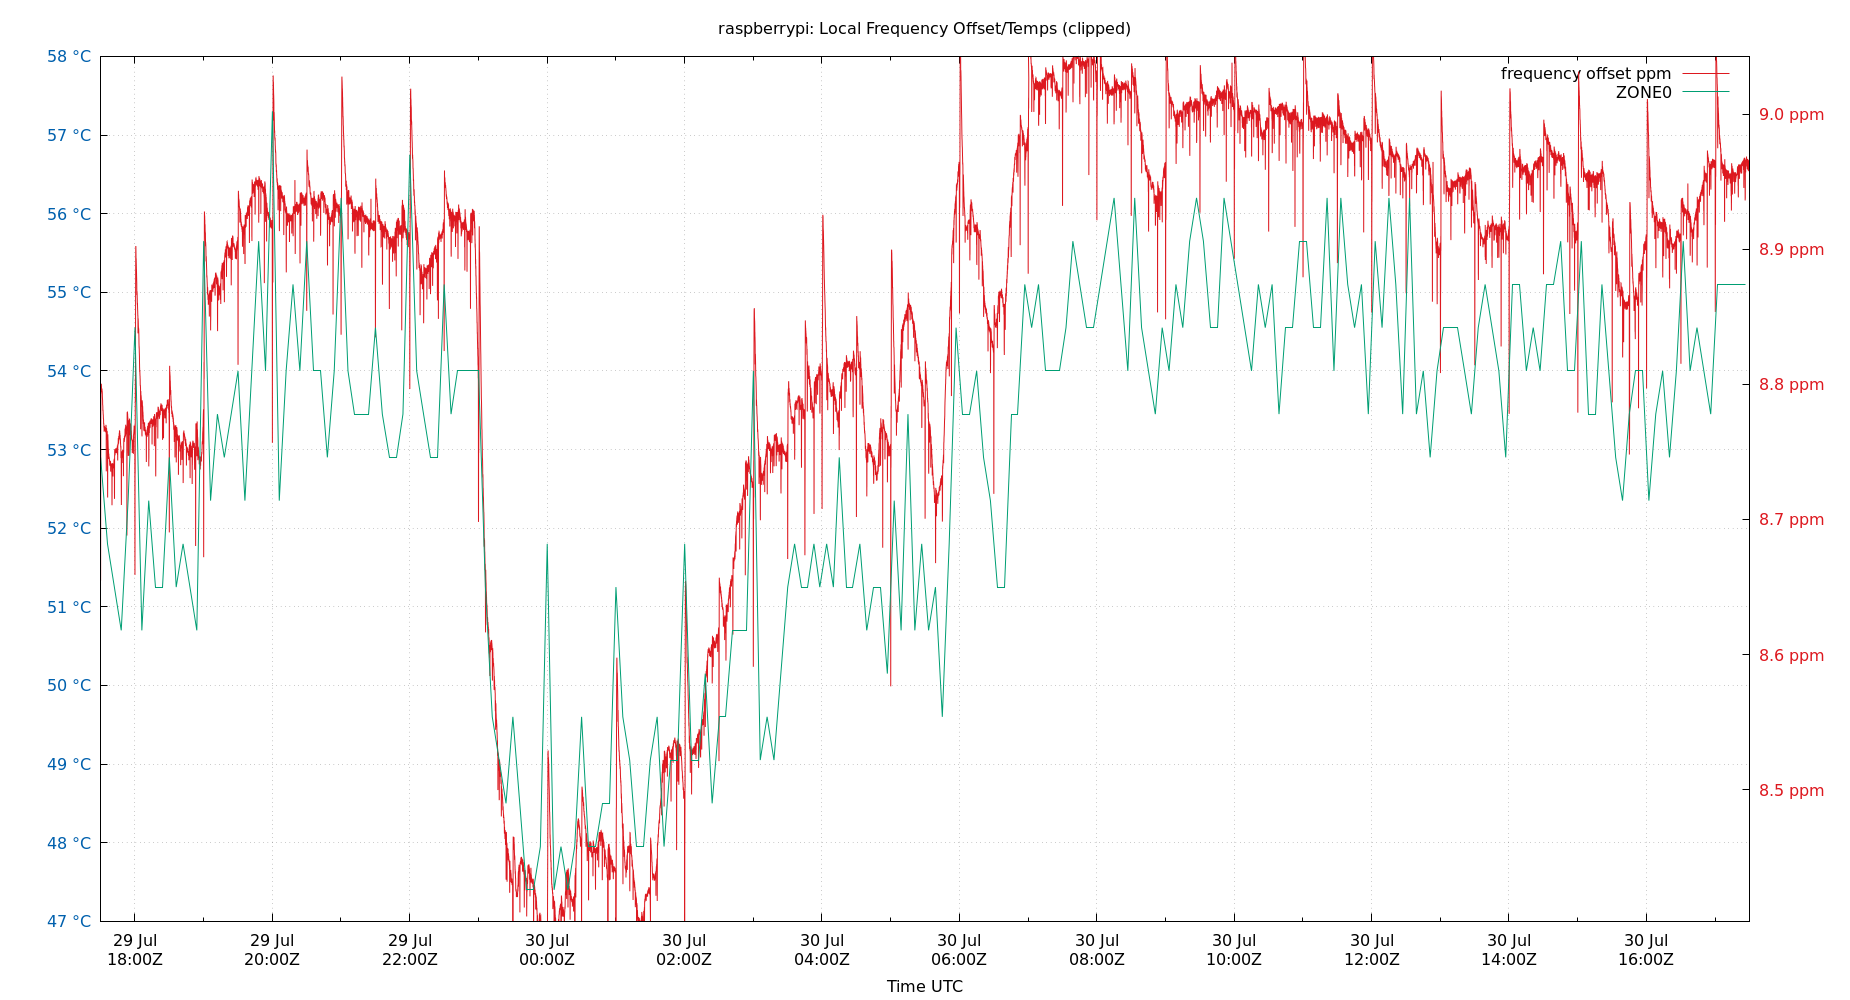 raspberrypi: Local Frequency Offset/Temps (clipped)
58 °C
57 °C
56 °C
55 °C
54 °C
53 °C
52 °C
51 °C
50 °C
49 °C
48 °C
47 °C
frequency offset ppm
ZONE0
9.0 ppm
8.9 ppm
8.8 ppm
8.7 ppm
8.6 ppm
8.5 ppm
29 Jul
18:00Z
29 Jul
20:00Z
29 Jul
22:00Z
30 Jul
00:00Z
30 Jul
02:00Z
30 Jul
04:00Z
30 Jul
06:00Z
30 Jul
08:00Z
30 Jul
10:00Z
30 Jul
12:00Z
30 Jul
14:00Z
30 Jul
16:00Z
Time UTC